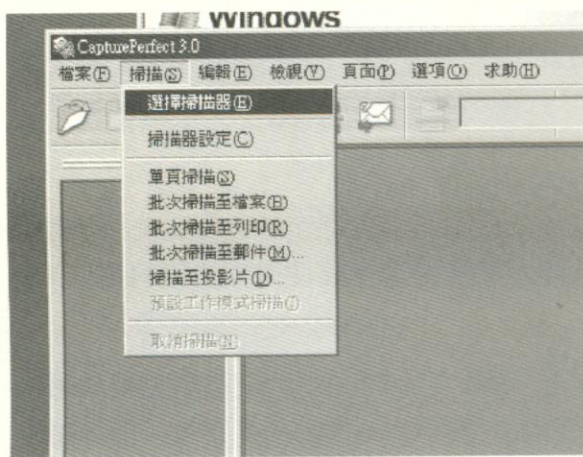 Windows
CapturePerfect 3.0
檔案(F) 掃描(S) 編輯(E) 檢視(V) 頁面(P) 選項(O) 求助(H)
選擇掃描器(E)
掃描器設定(C)
單頁掃描(S)
批次掃描至檔案(B)
批次掃描至列印(R)
批次掃描至郵件(M)...
掃描至投影片(D)...
預設工作模式掃描(J)
取消掃描(N)